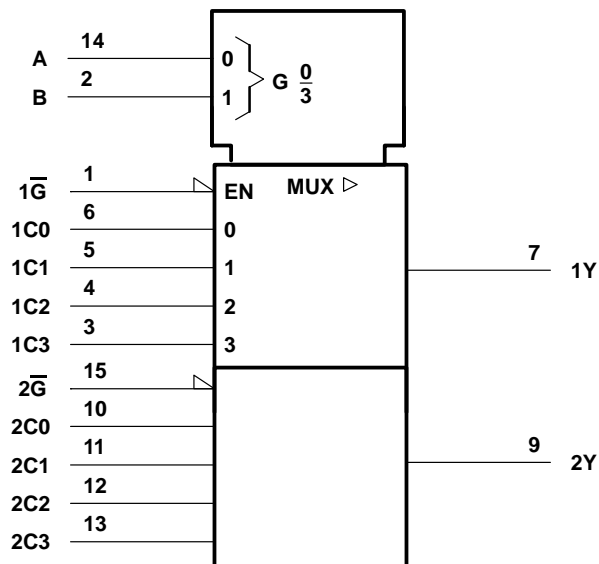 A 14 0
B 2 1
G 0/3
1G̅ 1 EN MUX ▷
1C0 6 0
1C1 5 1
1C2 4 2
1C3 3 3
7 1Y
2G̅ 15
2C0 10
2C1 11
2C2 12
2C3 13
9 2Y